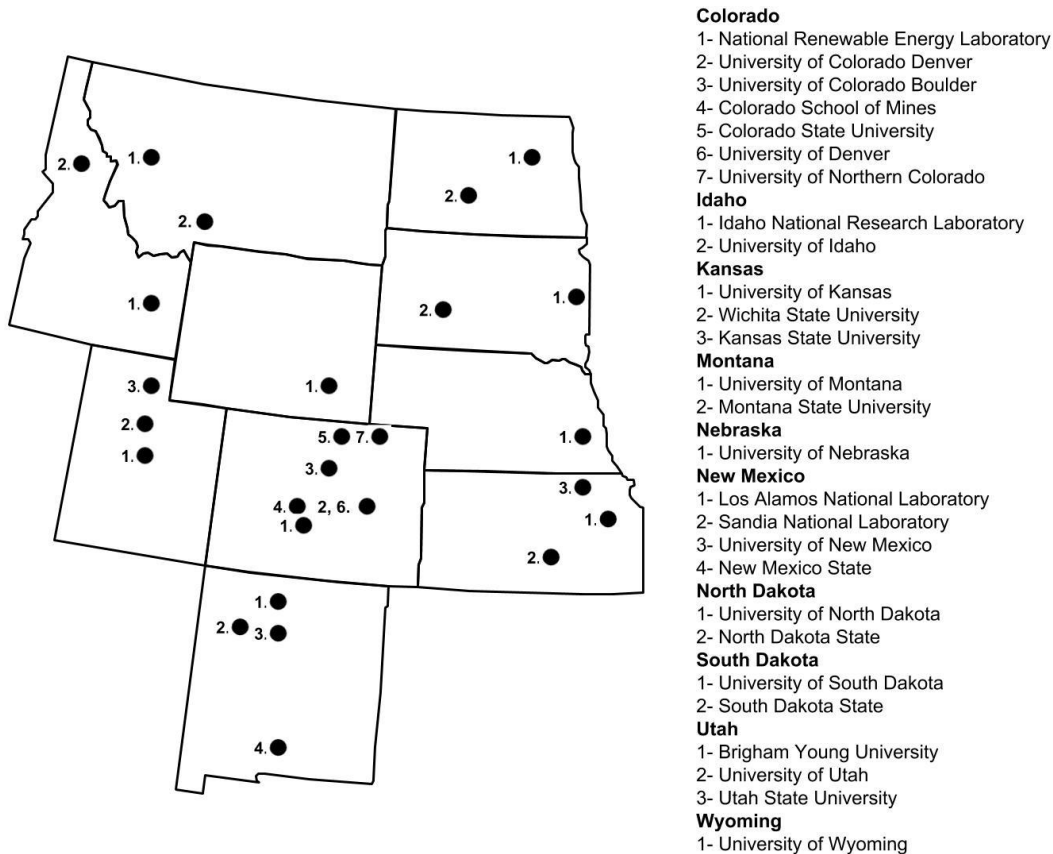 Colorado
1- National Renewable Energy Laboratory
2- University of Colorado Denver
3- University of Colorado Boulder
4- Colorado School of Mines
5- Colorado State University
6- University of Denver
7- University of Northern Colorado
Idaho
1- Idaho National Research Laboratory
2- University of Idaho
Kansas
1- University of Kansas
2- Wichita State University
3- Kansas State University
Montana
1- University of Montana
2- Montana State University
Nebraska
1- University of Nebraska
New Mexico
1- Los Alamos National Laboratory
2- Sandia National Laboratory
3- University of New Mexico
4- New Mexico State
North Dakota
1- University of North Dakota
2- North Dakota State
South Dakota
1- University of South Dakota
2- South Dakota State
Utah
1- Brigham Young University
2- University of Utah
3- Utah State University
Wyoming
1- University of Wyoming
2.
1.
1.
2.
2.
1.
2.
1.
3.
1.
2.
1.
5.
7.
1.
3.
3.
4.
2, 6.
1.
1.
2.
1.
2.
3.
4.